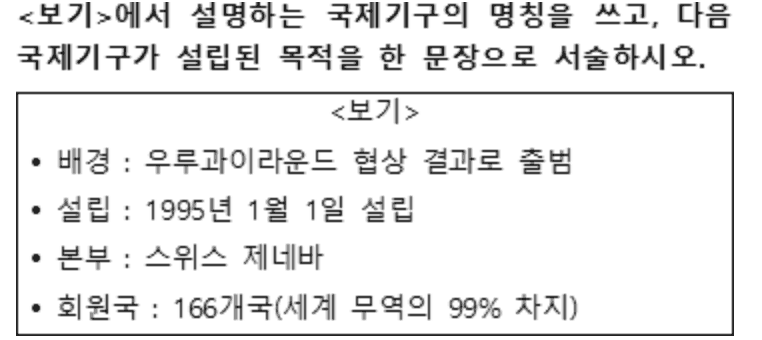 <보기>에서 설명하는 국제기구의 명칭을 쓰고, 다음
국제기구가 설립된 목적을 한 문장으로 서술하시오.
<보기>
• 배경 : 우루과이라운드 협상 결과로 출범
• 설립 : 1995년 1월 1일 설립
• 본부 : 스위스 제네바
• 회원국 : 166개국(세계 무역의 99% 차지)